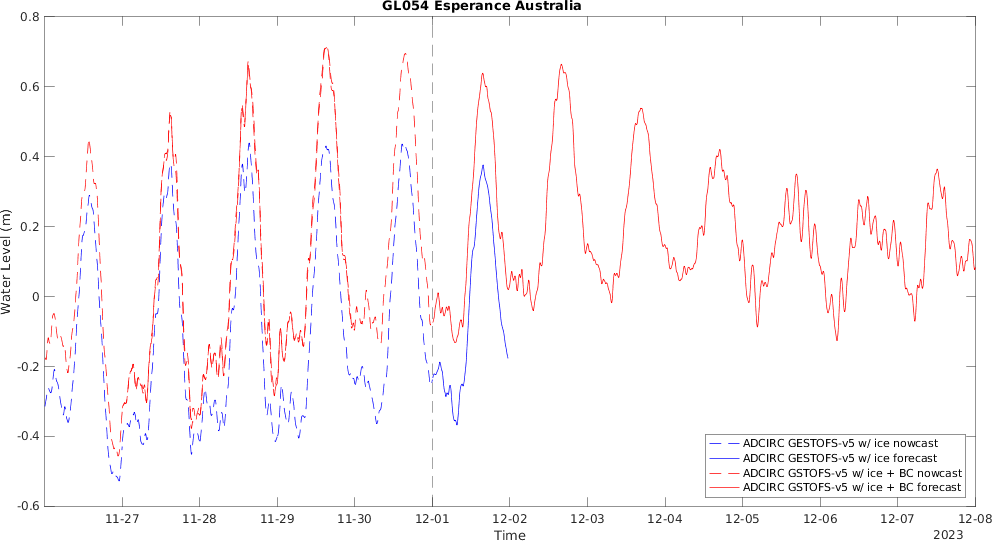 GL054 Esperance Australia
0.8
0.6
0.4
0.2
0
-0.2
-0.4
-0.6
Water Level (m)
ADCIRC GESTOFS-v5 w/ ice nowcast
ADCIRC GESTOFS-v5 w/ ice forecast
ADCIRC GSTOFS-v5 w/ ice + BC nowcast
ADCIRC GSTOFS-v5 w/ ice + BC forecast
11-27 11-28 11-29 11-30 12-01 12-02 12-03 12-04 12-05 12-06 12-07 12-08
Time
2023